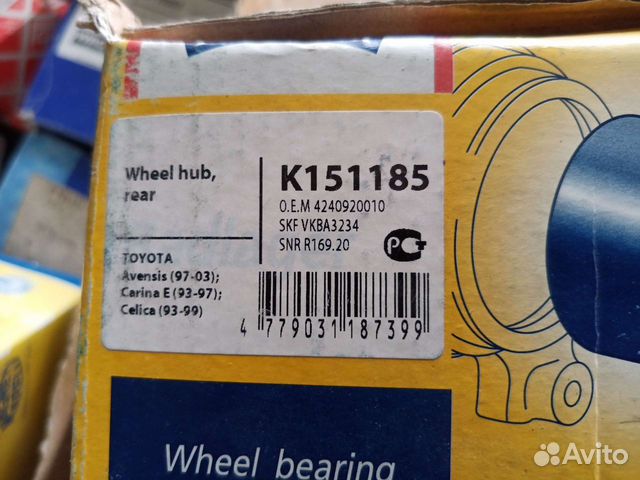 Wheel hub,
rear
K151185
O.E.M 4240920010
SKF VKBA3234
SNR R169.20
TOYOTA
Avensis (97-03);
Carina E (93-97);
Celica (93-99)
4 779031 187399
Wheel bearing
Avito